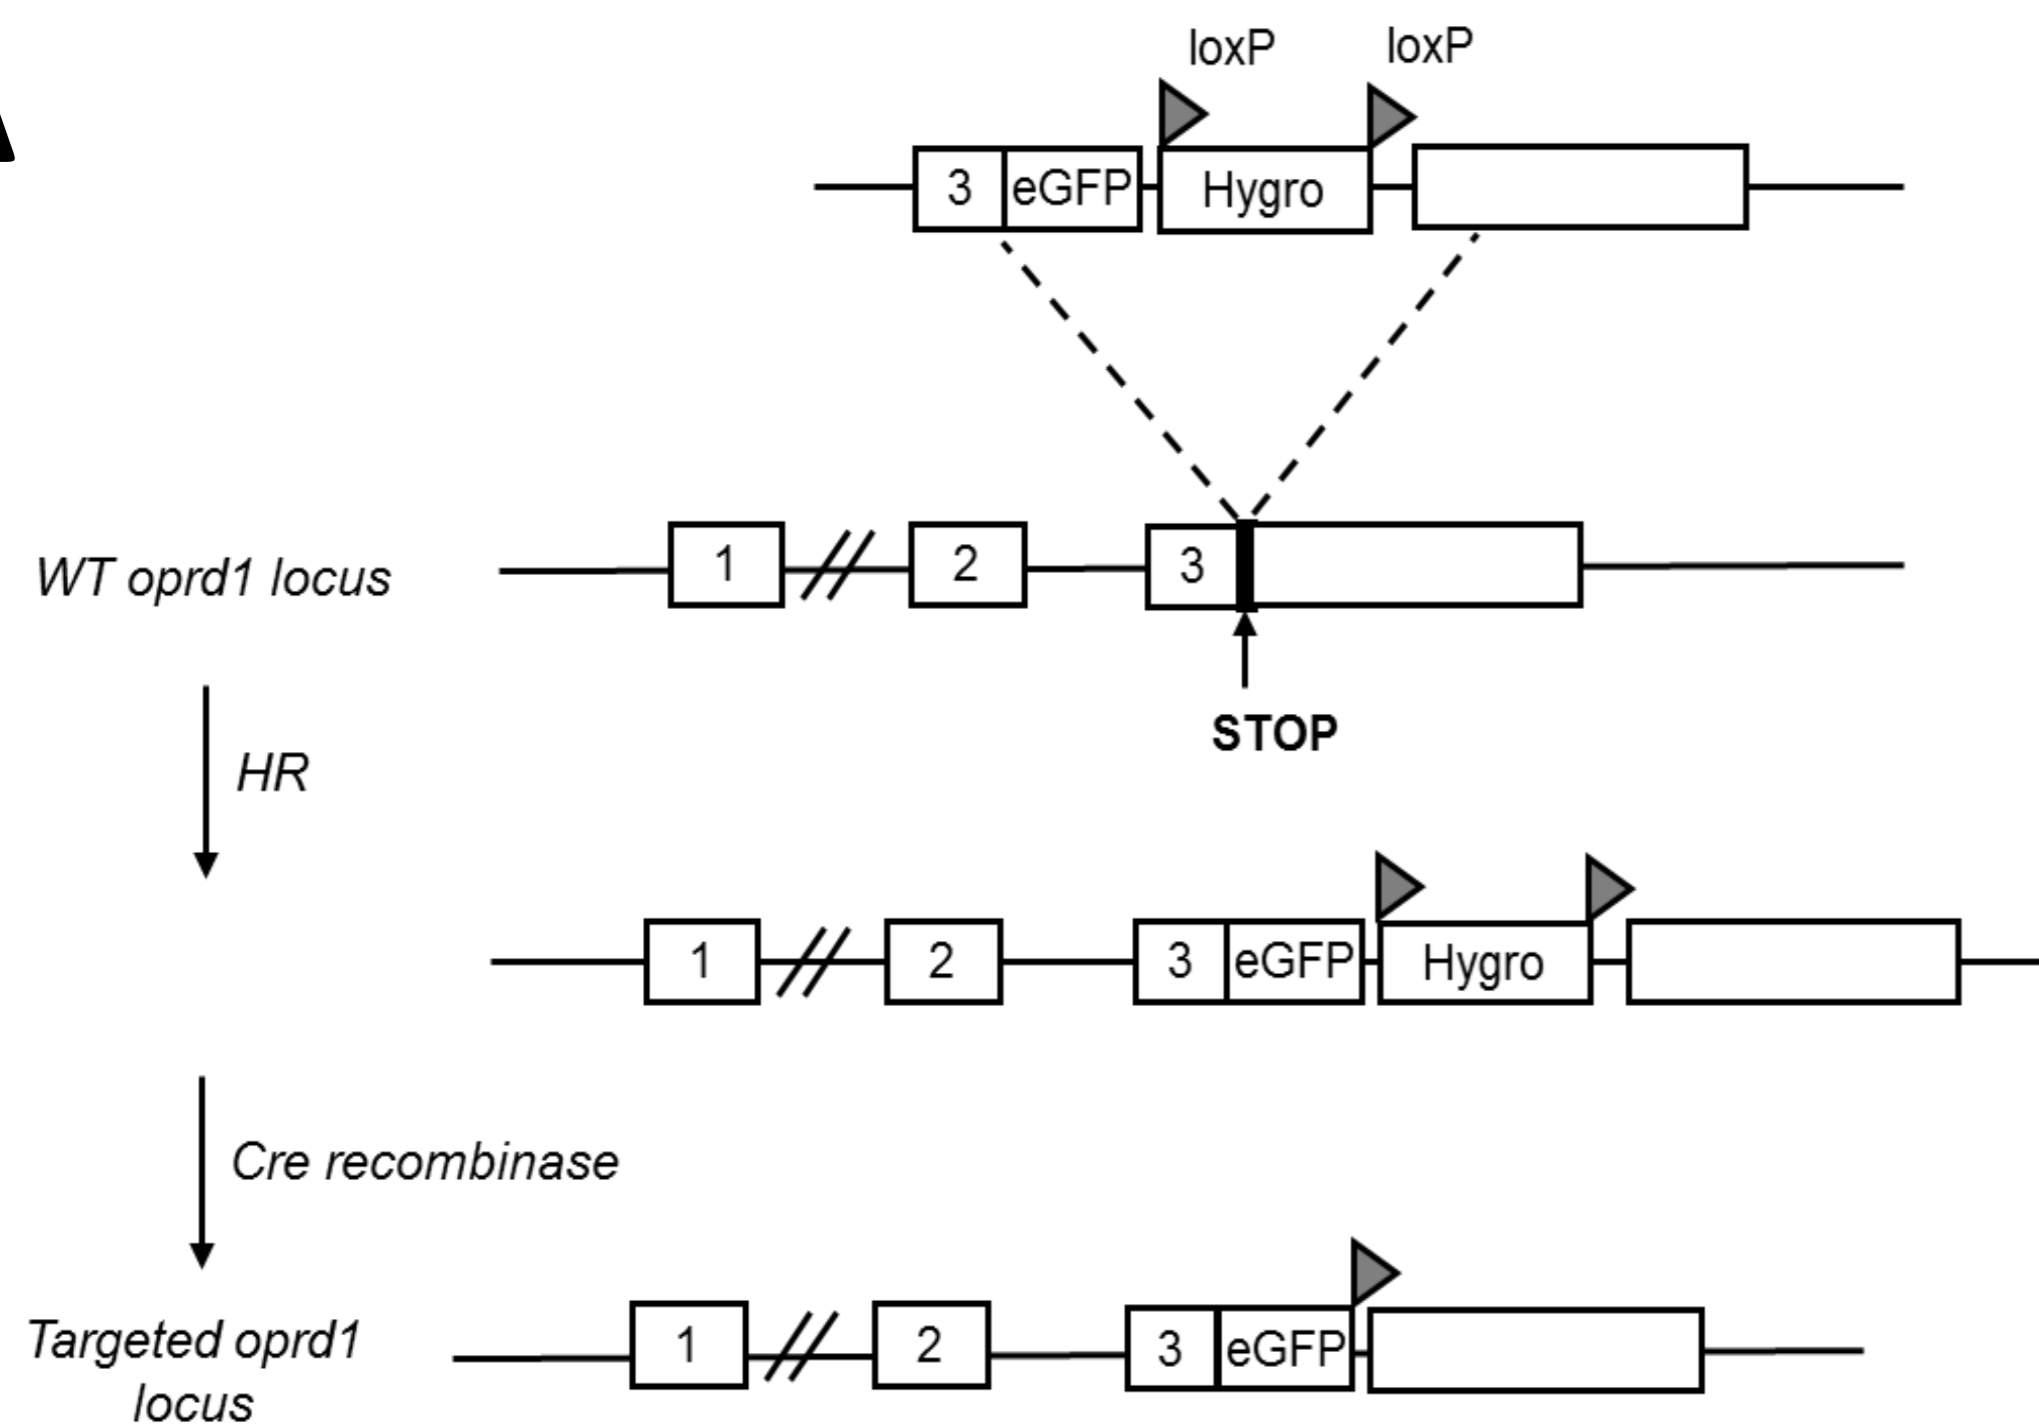 loxP loxP
3 eGFP Hygro
WT oprd1 locus 1 2 3
STOP
HR
1 2 3 eGFP Hygro
Cre recombinase
Targeted oprd1 1 2 3 eGFP
locus